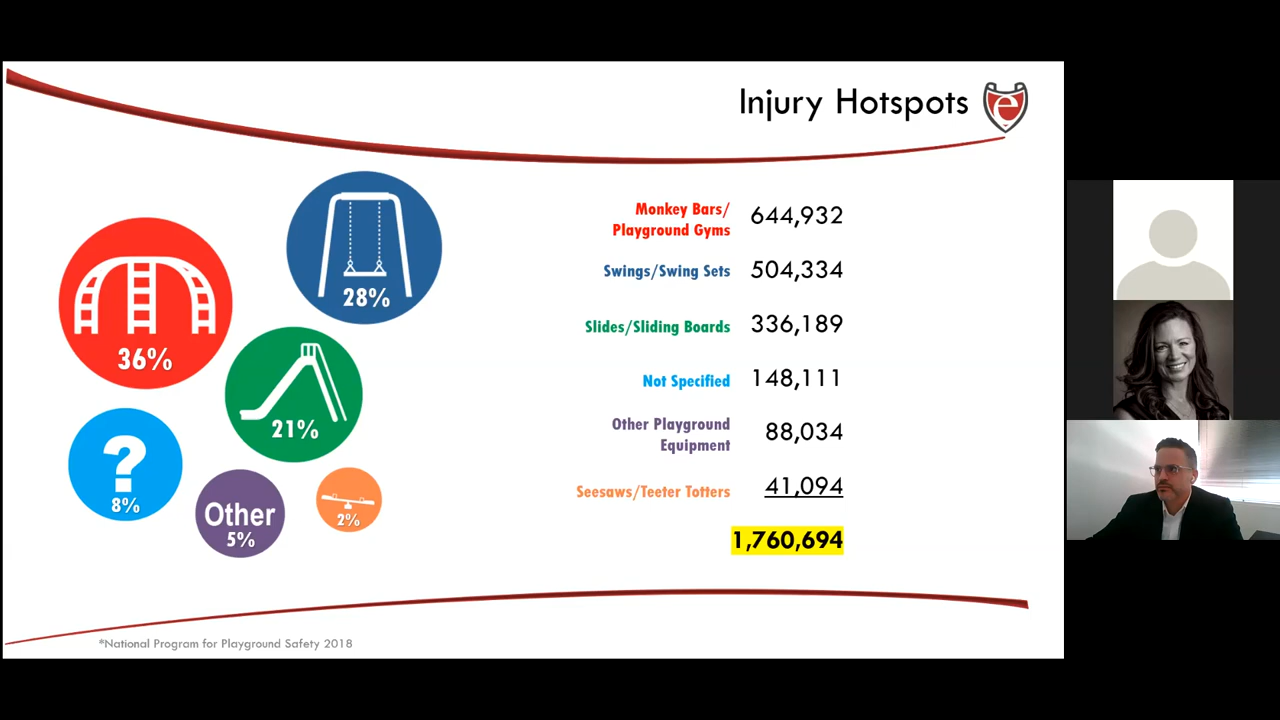 Injury Hotspots
e
28%
36%
21%
8%
Other
5%
2%
Monkey Bars/
Playground Gyms
644,932
Swings/Swing Sets
504,334
Slides/Sliding Boards
336,189
Not Specified
148,111
Other Playground
Equipment
88,034
Seesaws/Teeter Totters
41,094
1,760,694
*National Program for Playground Safety 2018